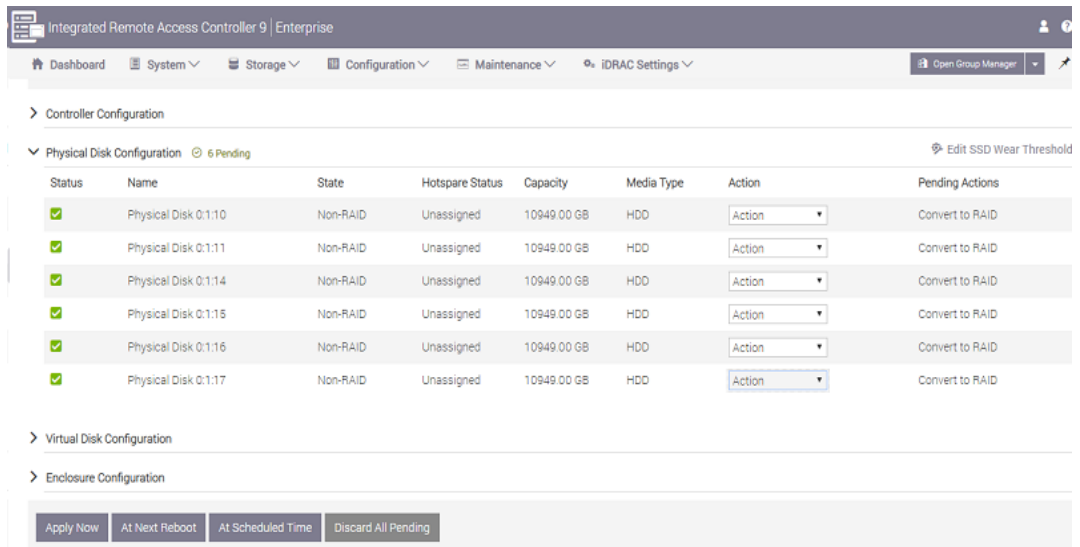 Integrated Remote Access Controller 9 | Enterprise
Dashboard System Storage Configuration Maintenance iDRAC Settings Open Group Manager
Controller Configuration
Physical Disk Configuration 6 Pending Edit SSD Wear Threshold
Status Name State Hotspare Status Capacity Media Type Action Pending Actions
Physical Disk 0:1:10 Non-RAID Unassigned 10949.00 GB HDD Action Convert to RAID
Physical Disk 0:1:11 Non-RAID Unassigned 10949.00 GB HDD Action Convert to RAID
Physical Disk 0:1:14 Non-RAID Unassigned 10949.00 GB HDD Action Convert to RAID
Physical Disk 0:1:15 Non-RAID Unassigned 10949.00 GB HDD Action Convert to RAID
Physical Disk 0:1:16 Non-RAID Unassigned 10949.00 GB HDD Action Convert to RAID
Physical Disk 0:1:17 Non-RAID Unassigned 10949.00 GB HDD Action Convert to RAID
Virtual Disk Configuration
Enclosure Configuration
Apply Now At Next Reboot At Scheduled Time Discard All Pending